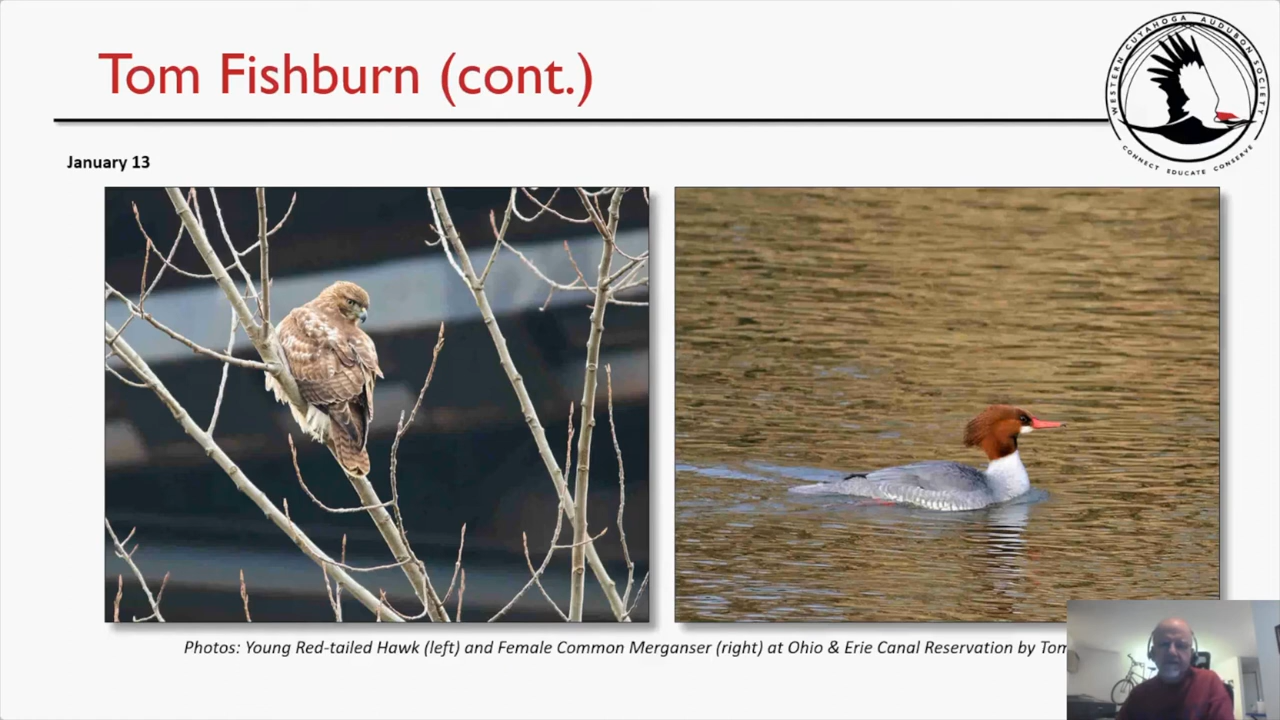 Tom Fishburn (cont.)
WESTERN CUYAHOGA AUDUBON SOCIETY
CONNECT EDUCATE CONSERVE
January 13
Photos: Young Red-tailed Hawk (left) and Female Common Merganser (right) at Ohio & Erie Canal Reservation by Tom